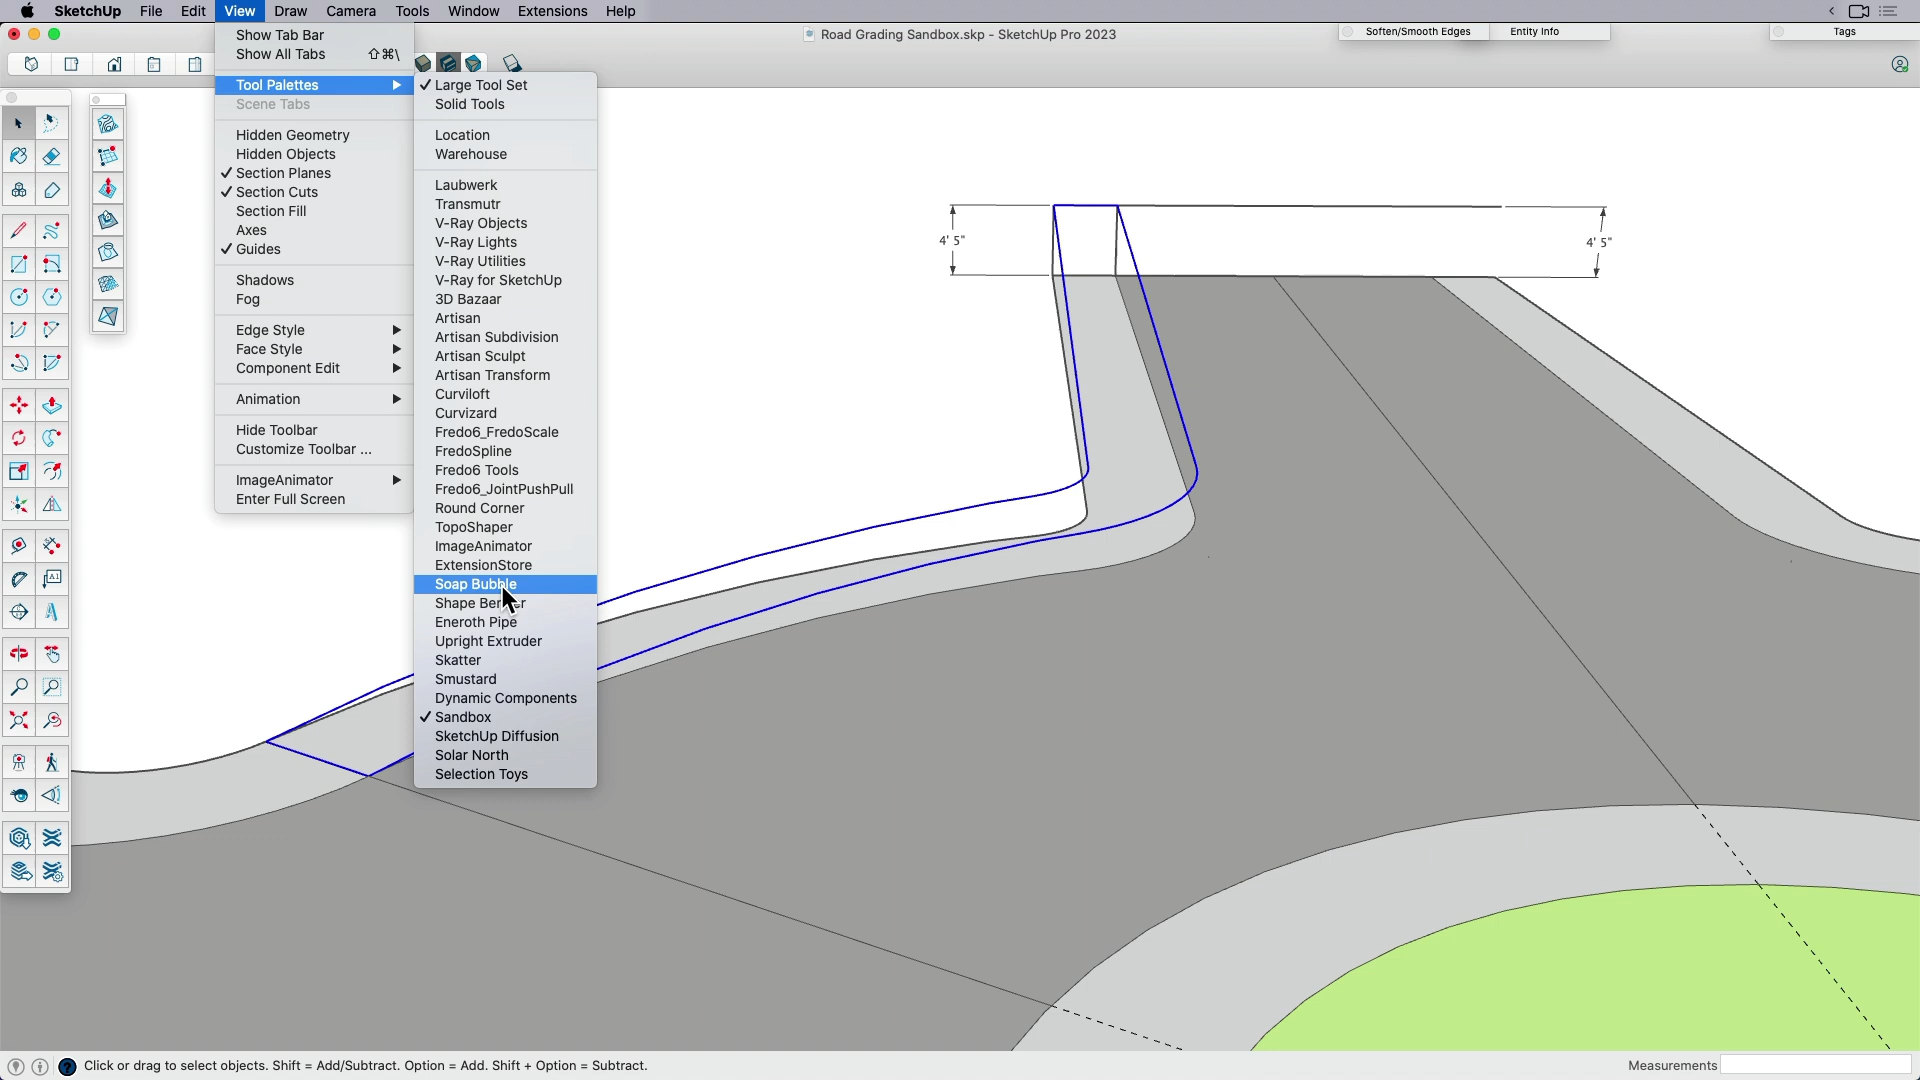 SketchUp File Edit View Draw Camera Tools Window Extensions Help
Road Grading Sandbox.skp - SketchUp Pro 2023
Soften/Smooth Edges
Entity Info
Tags
Show Tab Bar
Show All Tabs ⇧⌘\
Tool Palettes
Scene Tabs
Hidden Geometry
Hidden Objects
✓ Section Planes
✓ Section Cuts
Section Fill
Axes
✓ Guides
Shadows
Fog
Edge Style
Face Style
Component Edit
Animation
Hide Toolbar
Customize Toolbar ...
ImageAnimator
Enter Full Screen
✓ Large Tool Set
Solid Tools
Location
Warehouse
Laubwerk
Transmutr
V-Ray Objects
V-Ray Lights
V-Ray Utilities
V-Ray for SketchUp
3D Bazaar
Artisan
Artisan Subdivision
Artisan Sculpt
Artisan Transform
Curviloft
Curvizard
Fredo6_FredoScale
FredoSpline
Fredo6 Tools
Fredo6_JointPushPull
Round Corner
TopoShaper
ImageAnimator
ExtensionStore
Soap Bubble
Shape Bender
Eneroth Pipe
Upright Extruder
Skatter
Smustard
Dynamic Components
✓ Sandbox
SketchUp Diffusion
Solar North
Selection Toys
4' 5"
4' 5"
Click or drag to select objects. Shift = Add/Subtract. Option = Add. Shift + Option = Subtract.
Measurements